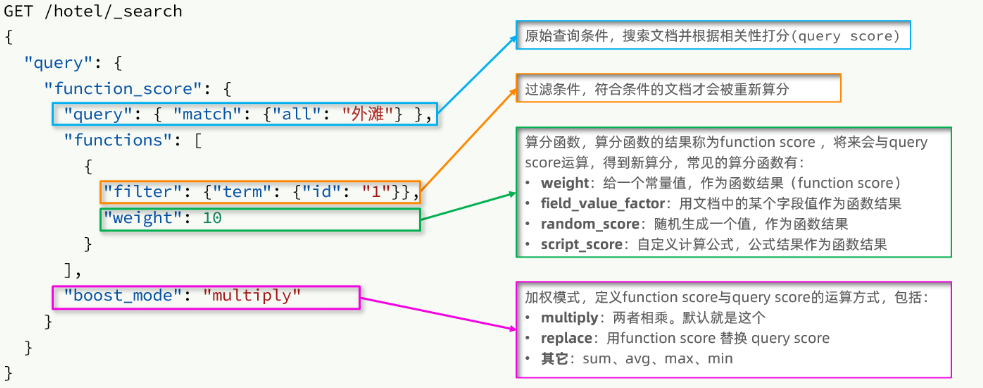 GET /hotel/_search
{
  "query": {
    "function_score": {
      "query": { "match": {"all": "外滩"} },
      "functions": [
        {
          "filter": {"term": {"id": "1"}},
          "weight": 10
        }
      ],
      "boost_mode": "multiply"
    }
  }
}
原始查询条件，搜索文档并根据相关性打分(query score)
过滤条件，符合条件的文档才会被重新算分
算分函数，算分函数的结果称为function score ，将来会与query
score运算，得到新算分，常见的算分函数有：
• weight：给一个常量值，作为函数结果（function score）
• field_value_factor：用文档中的某个字段值作为函数结果
• random_score：随机生成一个值，作为函数结果
• script_score：自定义计算公式，公式结果作为函数结果
加权模式，定义function score与query score的运算方式，包括：
• multiply：两者相乘。默认就是这个
• replace：用function score 替换 query score
• 其它：sum、avg、max、min